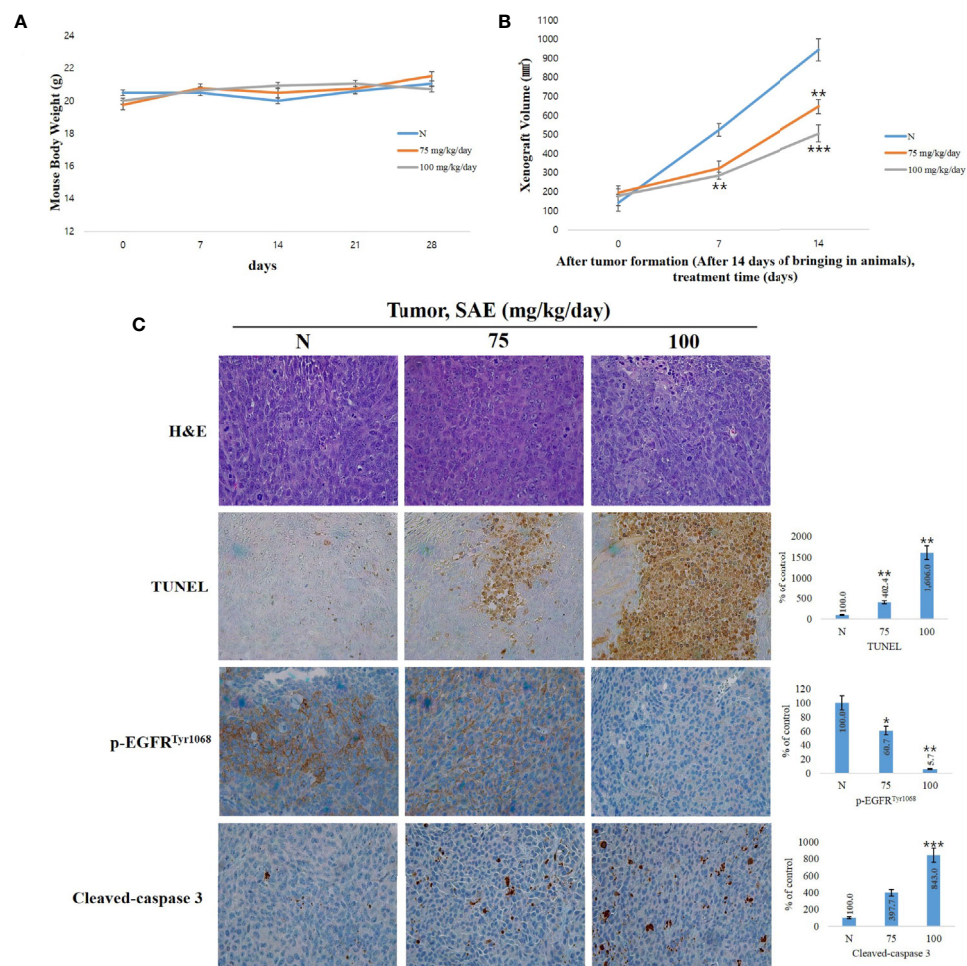 A
24
22
20
18
16
14
12
Mouse Body Weight (g)
0 7 14 21 28
days
N
75 mg/kg/day
100 mg/kg/day
B
1100
1000
900
800
700
600
500
400
300
200
100
0
Xenograft Volume (㎣)
**
**
***
0 7 14
After tumor formation (After 14 days of bringing in animals),
treatment time (days)
N
75 mg/kg/day
100 mg/kg/day
C
Tumor, SAE (mg/kg/day)
N 75 100
H&E
TUNEL
2000
1500
1000
500
0
% of control
100.0
402.4
**
1,606.0
**
N 75 100
TUNEL
p-EGFRTyr1068
120
100
80
60
40
20
0
% of control
100.0
60.7
*
5.7
**
N 75 100
p-EGFRTyr1068
Cleaved-caspase 3
1000
800
600
400
200
0
% of control
100.0
397.7
843.0
***
N 75 100
Cleaved-caspase 3